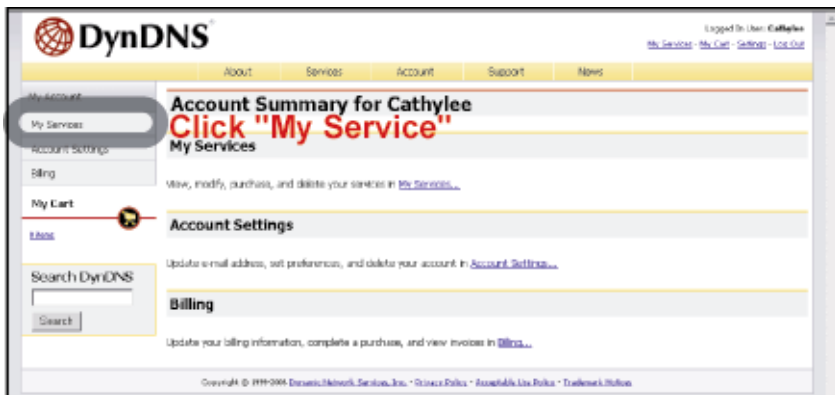 DynDNS
Logged In User: Cathylee
My Services - My Cart - Settings - Log Out
About Services Account Support News
My Account
My Services
Account Settings
Billing
My Cart
Search DynDNS
Search
Account Summary for Cathylee
Click "My Service"
My Services
View, modify, purchase, and delete your services in My Services...
Account Settings
Update e-mail address, set preferences, and delete your account in Account Settings...
Billing
Update your billing information, complete a purchase, and view invoices in Billing...
Copyright © 1999-2006 Dynamic Network Services, Inc. - Privacy Policy - Acceptable Use Policy - Trademark Notices